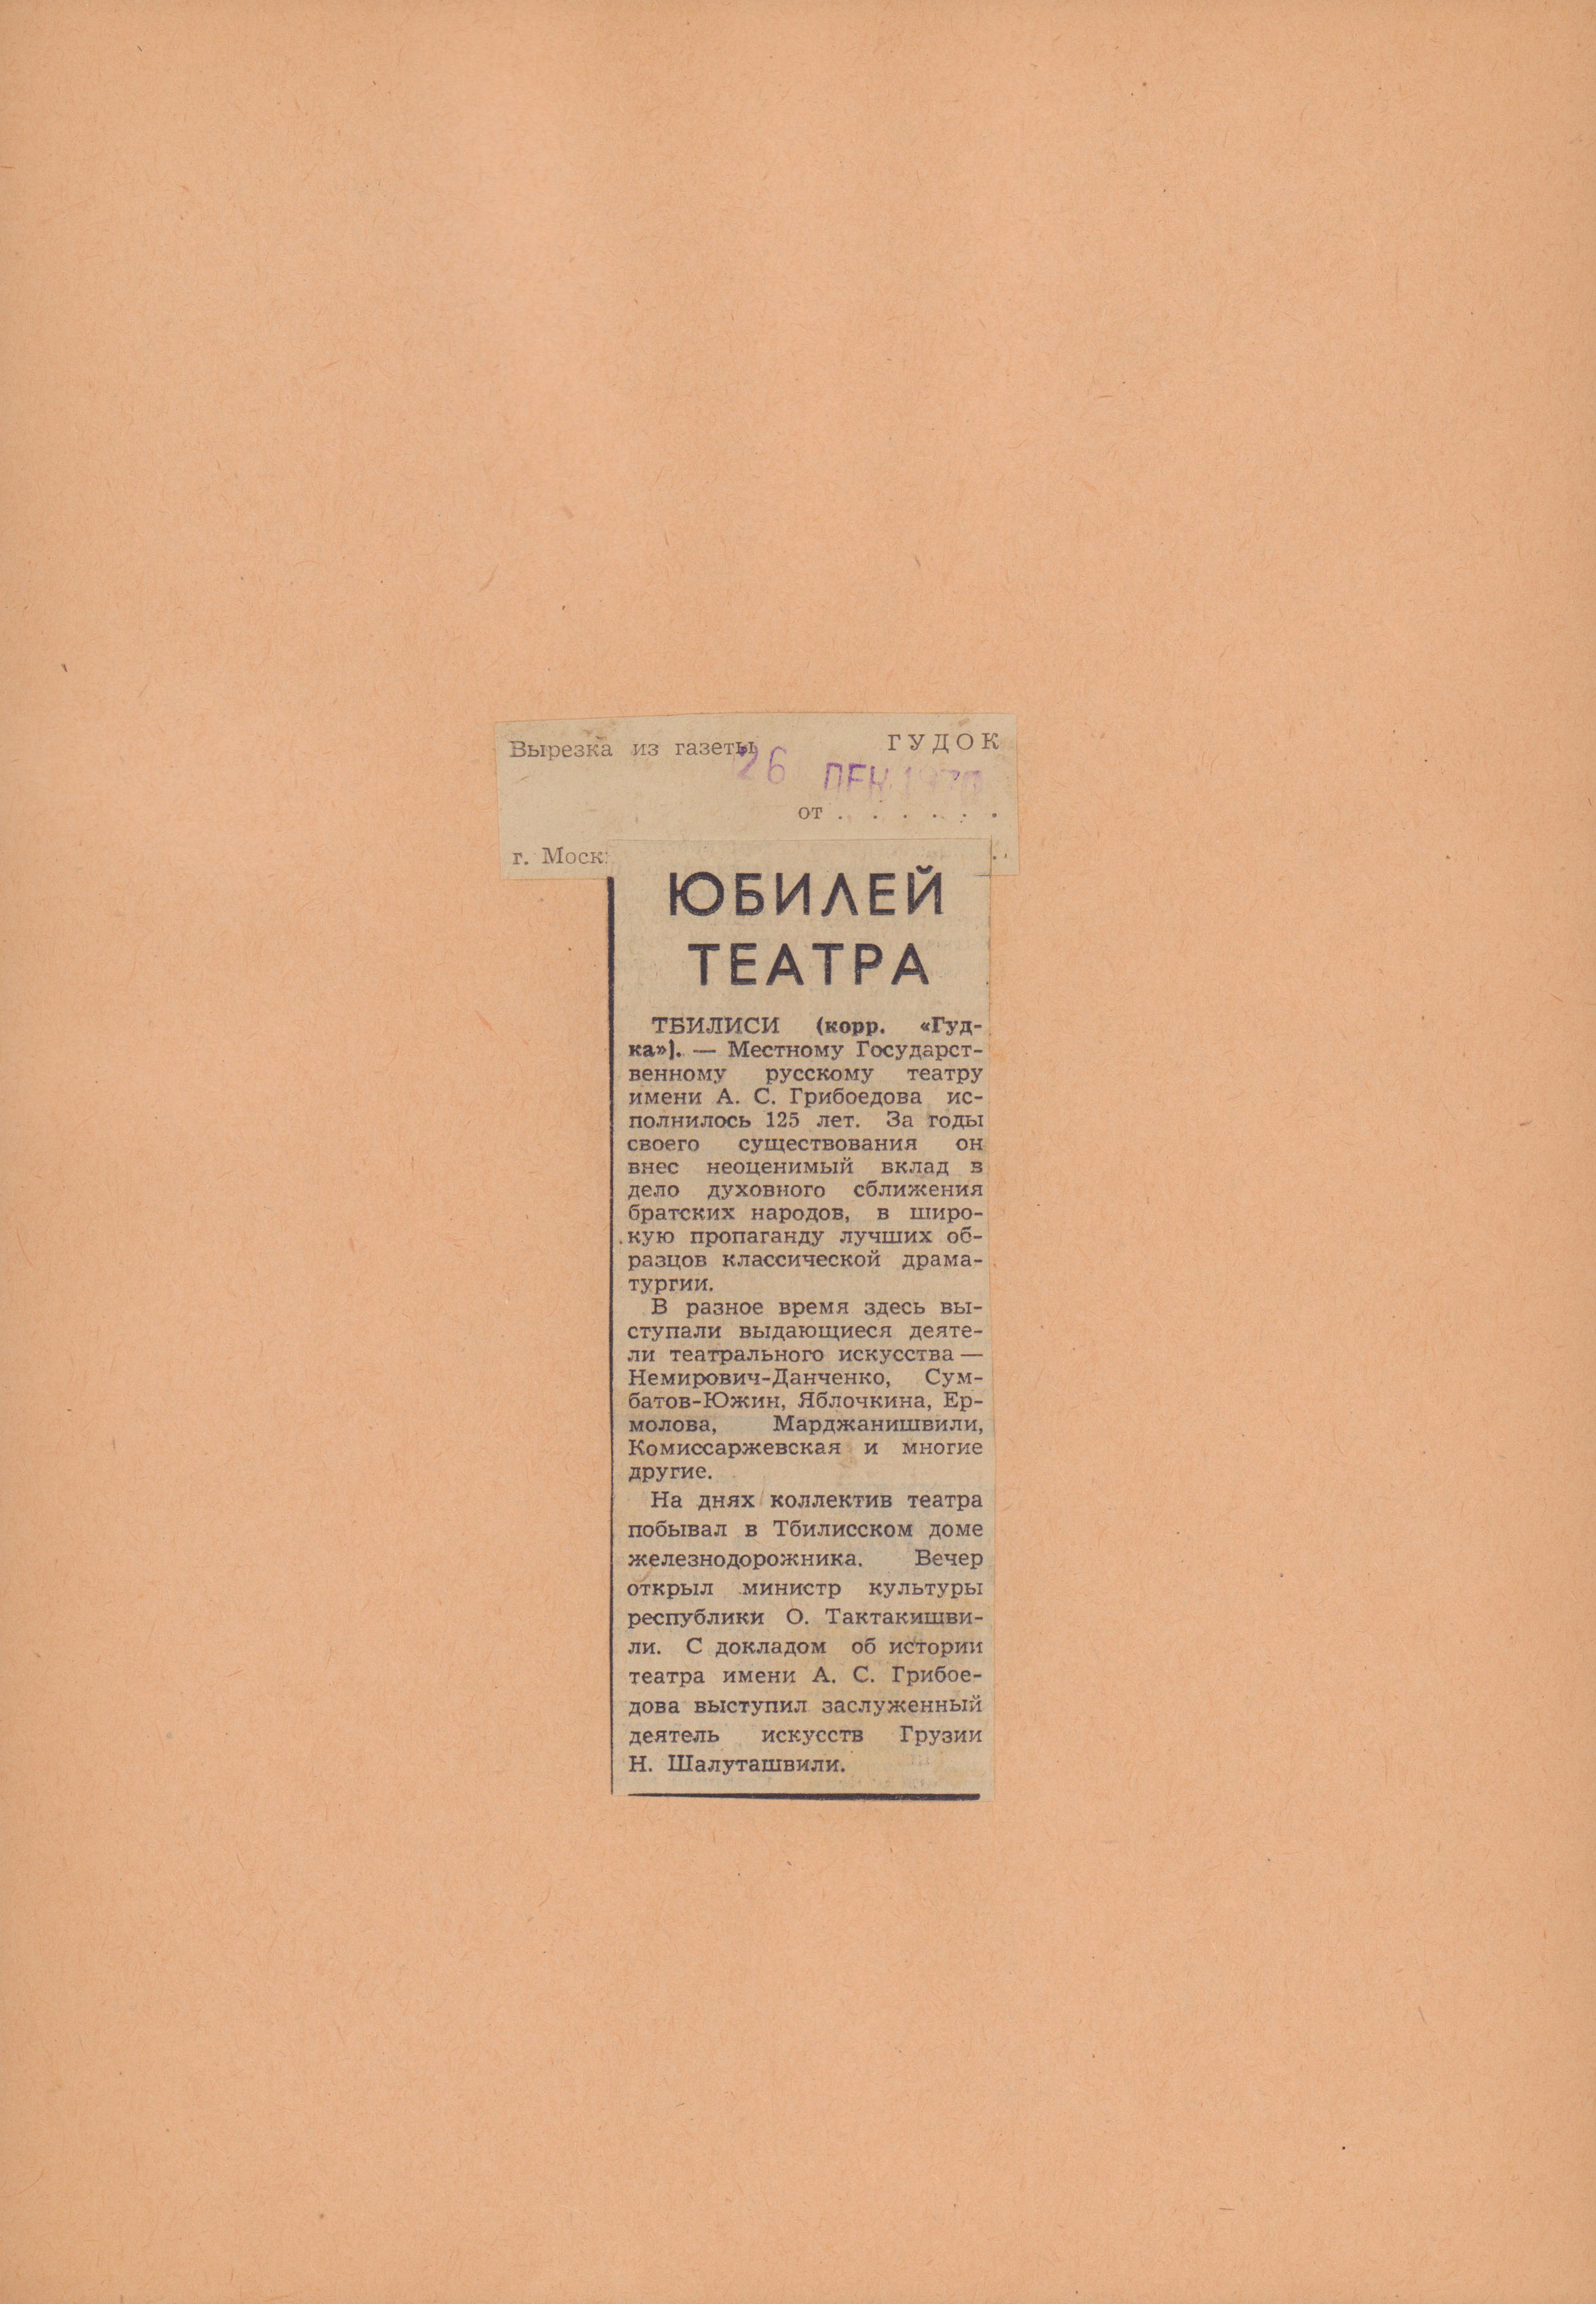 Вырезка из газеты ГУДОК
26 ДЕК 1970
от . . . . . .
г. Моск
ЮБИЛЕЙ
ТЕАТРА
ТБИЛИСИ (корр. «Гуд-
ка»). — Местному Государст-
венному русскому театру
имени А. С. Грибоедова ис-
полнилось 125 лет. За годы
своего существования он
внес неоценимый вклад в
дело духовного сближения
братских народов, в широ-
кую пропаганду лучших об-
разцов классической драма-
тургии.
В разное время здесь вы-
ступали выдающиеся деяте-
ли театрального искусства —
Немирович-Данченко, Сум-
батов-Южин, Яблочкина, Ер-
молова, Марджанишвили,
Комиссаржевская и многие
другие.
На днях коллектив театра
побывал в Тбилисском доме
железнодорожника. Вечер
открыл министр культуры
республики О. Тактакишви-
ли. С докладом об истории
театра имени А. С. Грибое-
дова выступил заслуженный
деятель искусств Грузии
Н. Шалуташвили.